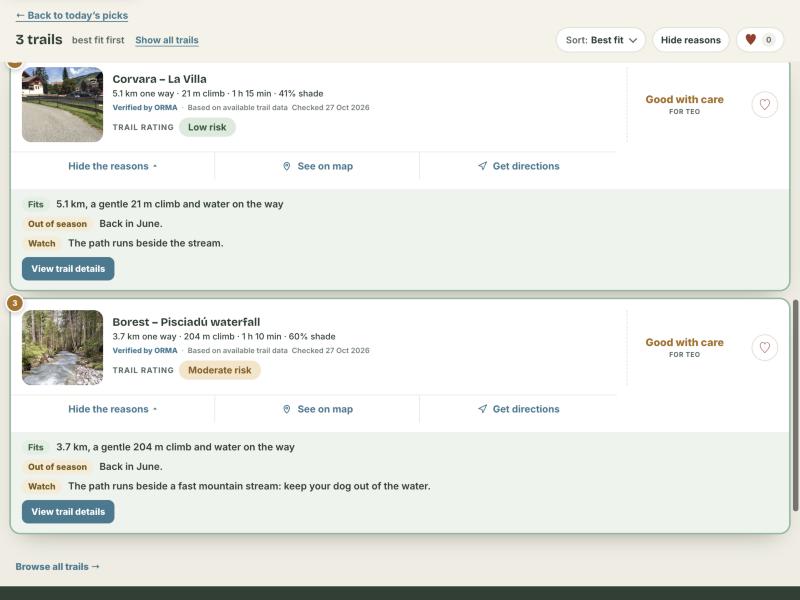 ← Back to today's picks
3 trails best fit first Show all trails Sort: Best fit Hide reasons 0
Corvara – La Villa
5.1 km one way · 21 m climb · 1 h 15 min · 41% shade
Verified by ORMA · Based on available trail data Checked 27 Oct 2026
TRAIL RATING Low risk
Good with care
FOR TEO
Hide the reasons See on map Get directions
Fits 5.1 km, a gentle 21 m climb and water on the way
Out of season Back in June.
Watch The path runs beside the stream.
View trail details
3
Borest – Pisciadú waterfall
3.7 km one way · 204 m climb · 1 h 10 min · 60% shade
Verified by ORMA · Based on available trail data Checked 27 Oct 2026
TRAIL RATING Moderate risk
Good with care
FOR TEO
Hide the reasons See on map Get directions
Fits 3.7 km, a gentle 204 m climb and water on the way
Out of season Back in June.
Watch The path runs beside a fast mountain stream: keep your dog out of the water.
View trail details
Browse all trails →